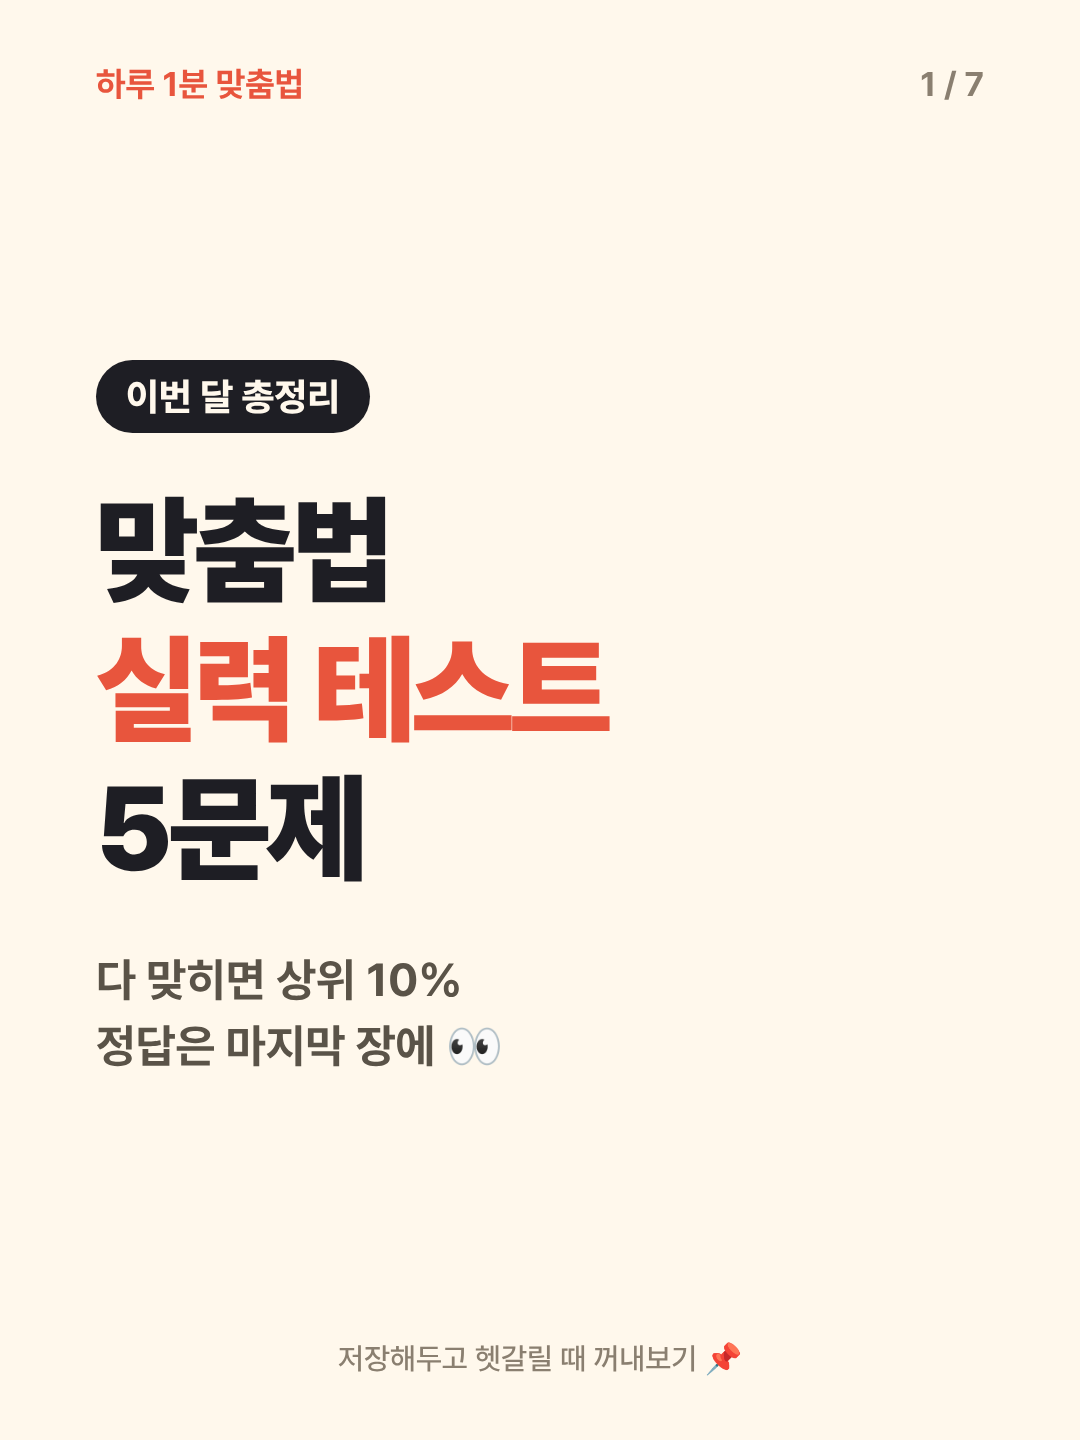 하루 1분 맞춤법
1 / 7
이번 달 총정리
맞춤법
실력 테스트
5문제
다 맞히면 상위 10%
정답은 마지막 장에 👀
저장해두고 헷갈릴 때 꺼내보기 📌